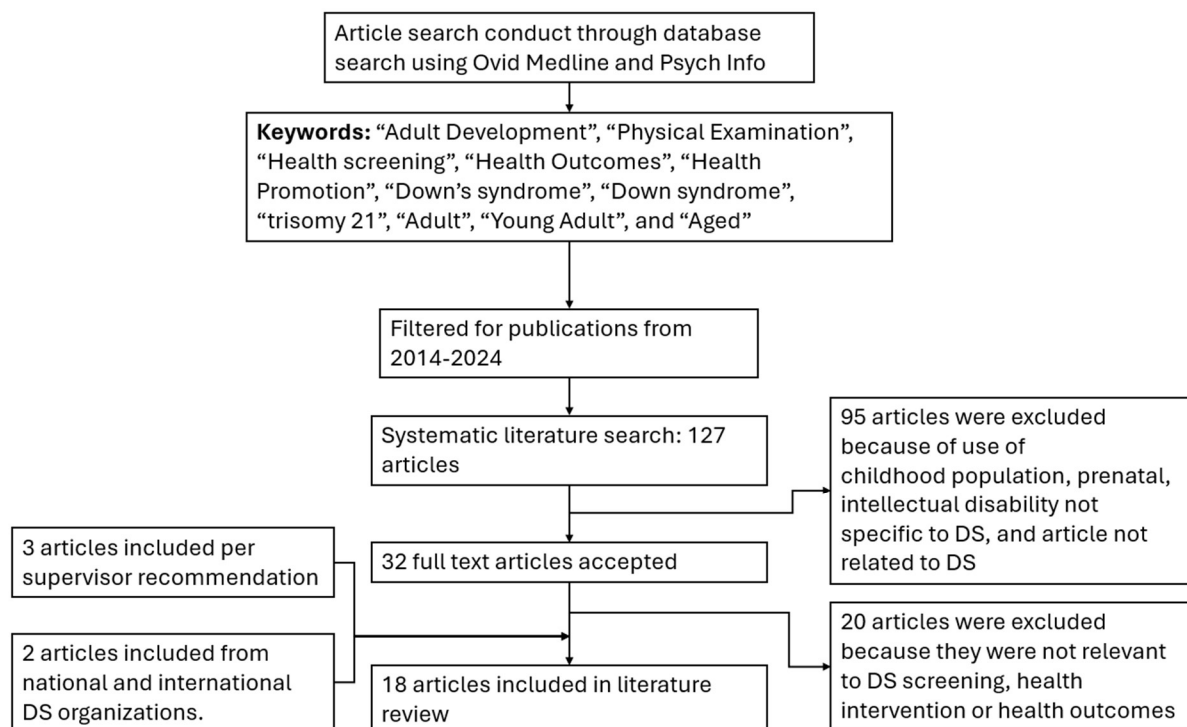 Article search conduct through database
search using Ovid Medline and Psych Info
Keywords: “Adult Development”, “Physical Examination”,
“Health screening”, “Health Outcomes”, “Health
Promotion”, “Down’s syndrome”, “Down syndrome”,
“trisomy 21”, “Adult”, “Young Adult”, and “Aged”
Filtered for publications from
2014-2024
Systematic literature search: 127
articles
95 articles were excluded
because of use of
childhood population, prenatal,
intellectual disability not
specific to DS, and article not
related to DS
32 full text articles accepted
3 articles included per
supervisor recommendation
2 articles included from
national and international
DS organizations.
20 articles were excluded
because they were not relevant
to DS screening, health
intervention or health outcomes
18 articles included in literature
review